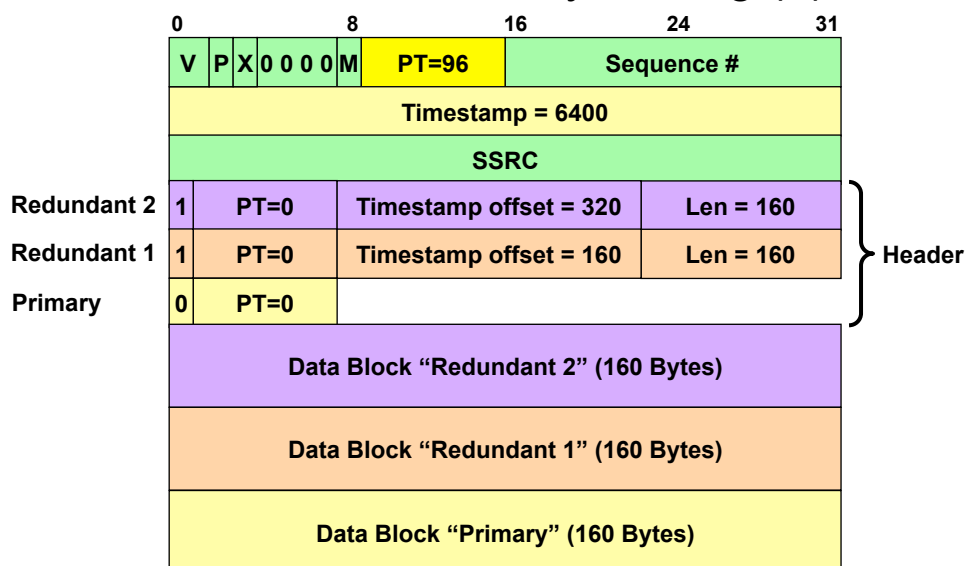 0 8 16 24 31
V P X 0 0 0 0 M PT=96 Sequence #
Timestamp = 6400
SSRC
Redundant 2 1 PT=0 Timestamp offset = 320 Len = 160
Redundant 1 1 PT=0 Timestamp offset = 160 Len = 160
Header
Primary 0 PT=0
Data Block “Redundant 2” (160 Bytes)
Data Block “Redundant 1” (160 Bytes)
Data Block “Primary” (160 Bytes)